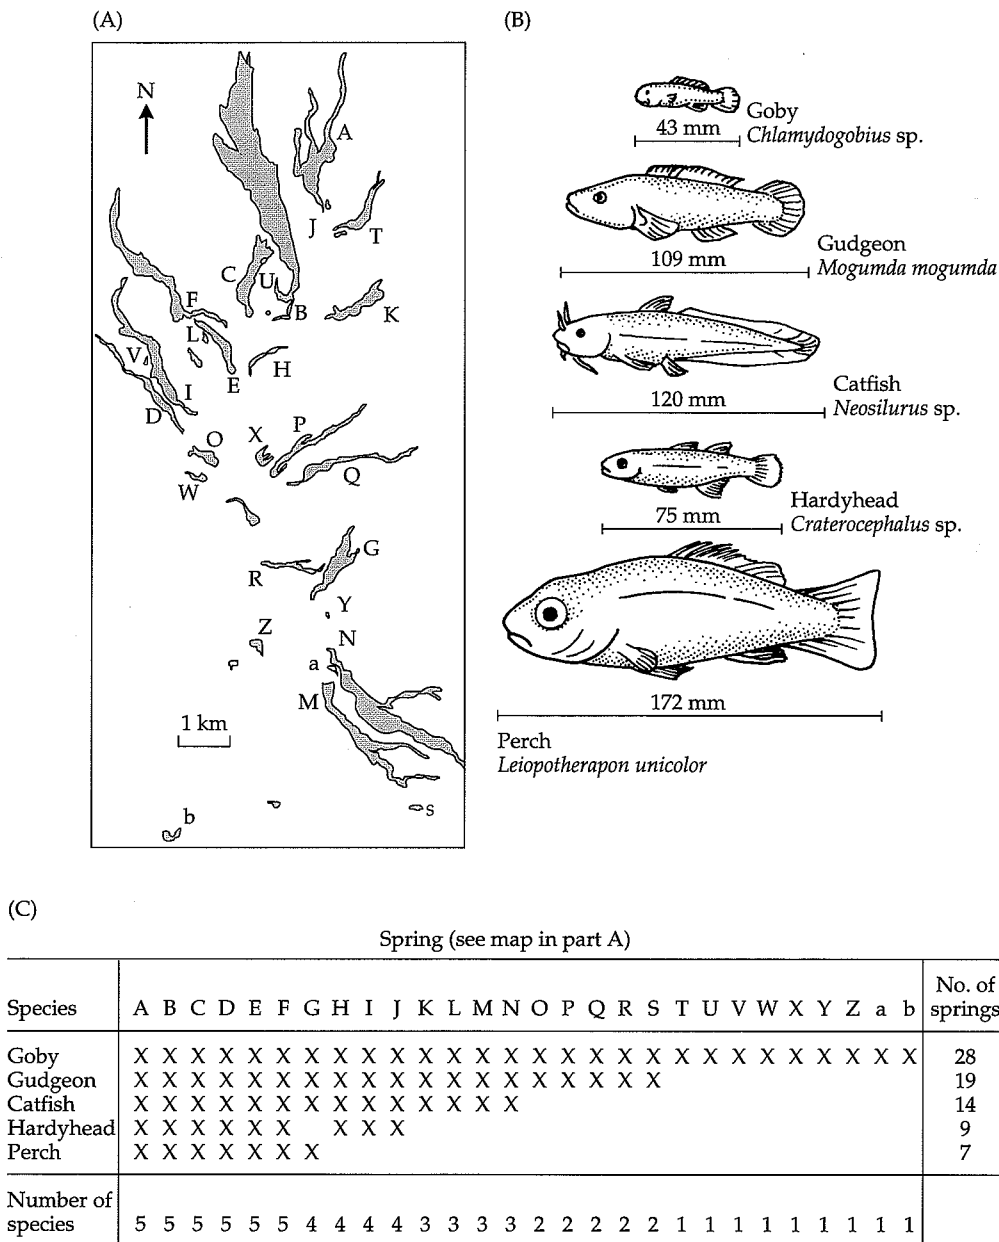 (A)
N
A
J
T
C
U
B
K
F
L
V
E
H
I
D
O
X
P
W
Q
G
R
Y
Z
N
a
M
1 km
s
b
(B)
43 mm
Goby
Chlamydogobius sp.
109 mm
Gudgeon
Mogumda mogumda
120 mm
Catfish
Neosilurus sp.
75 mm
Hardyhead
Craterocephalus sp.
172 mm
Perch
Leiopotherapon unicolor
(C)
Spring (see map in part A)
Species A B C D E F G H I J K L M N O P Q R S T U V W X Y Z a b No. of springs
Goby X X X X X X X X X X X X X X X X X X X X X X X X X X X X 28
Gudgeon X X X X X X X X X X X X X X X X X X X 19
Catfish X X X X X X X X X X X X X X 14
Hardyhead X X X X X X X X X 9
Perch X X X X X X X 7
Number of
species 5 5 5 5 5 5 4 4 4 4 3 3 3 3 2 2 2 2 2 1 1 1 1 1 1 1 1 1